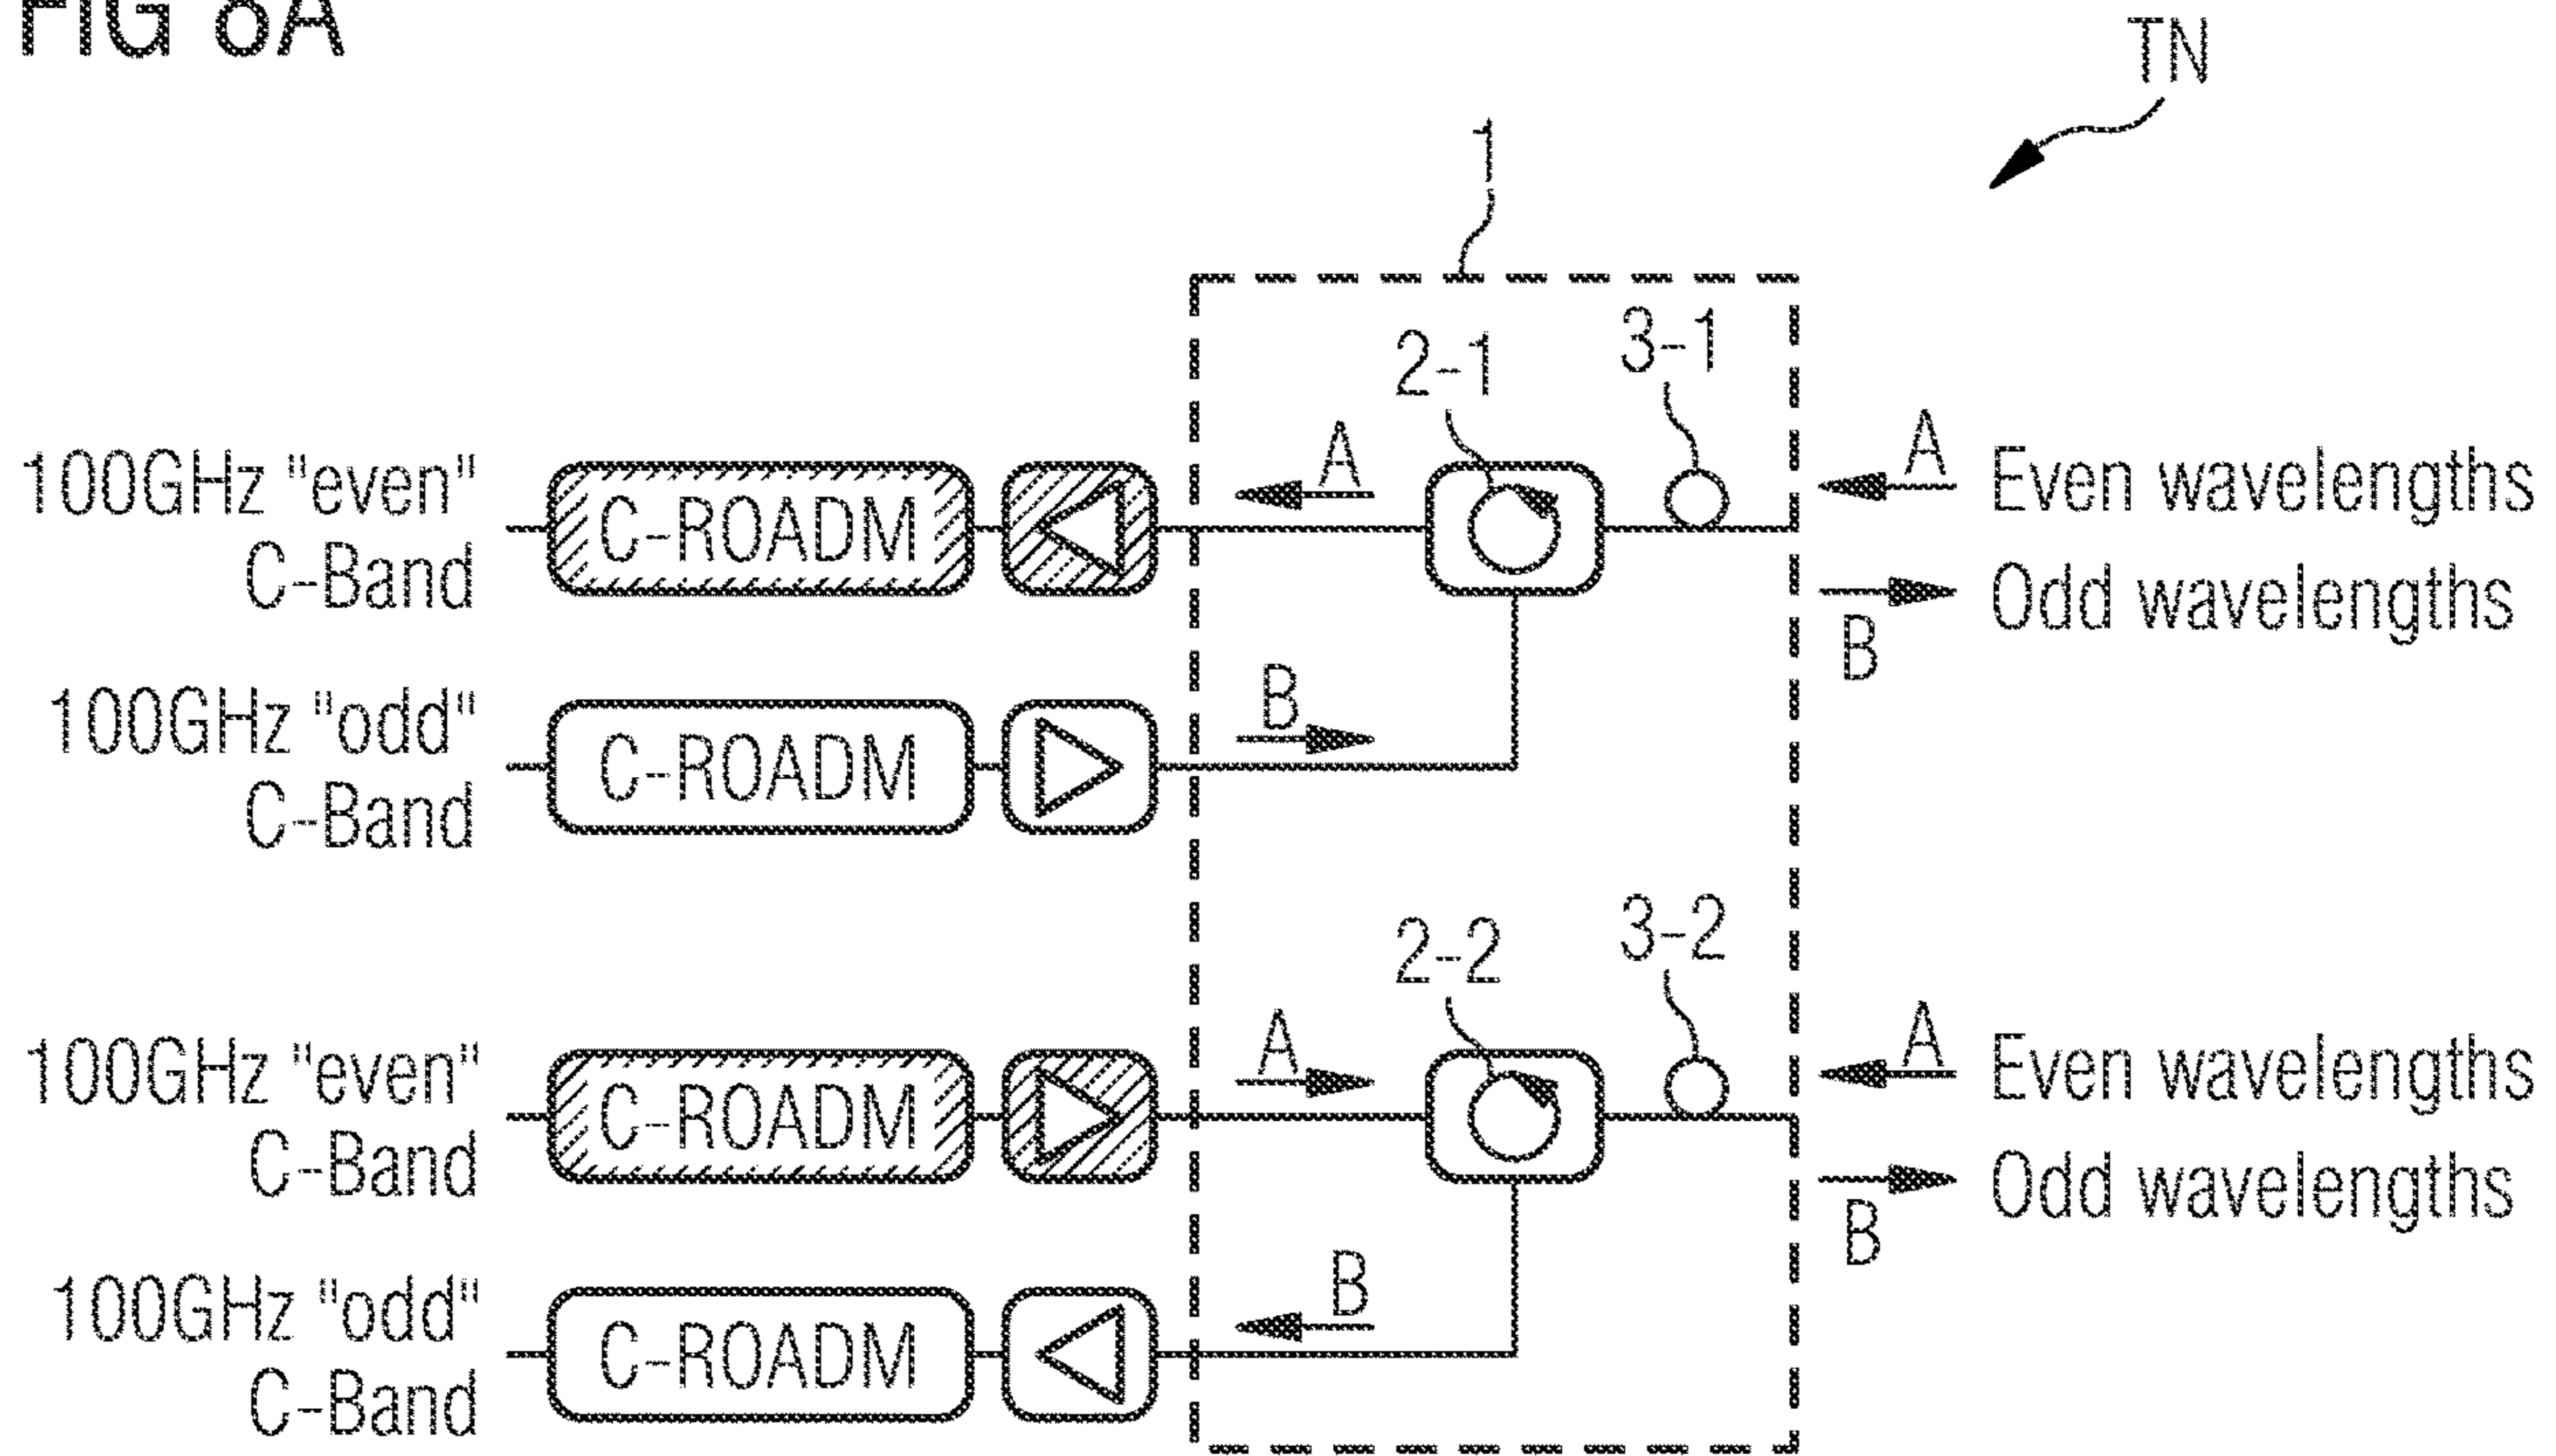 FIG 8A
TN
1
2-1
3-1
A
A
100GHz "even"
C-Band
C-ROADM
Even wavelengths
Odd wavelengths
B
B
100GHz "odd"
C-Band
C-ROADM
2-2
3-2
A
A
100GHz "even"
C-Band
C-ROADM
Even wavelengths
Odd wavelengths
B
B
100GHz "odd"
C-Band
C-ROADM